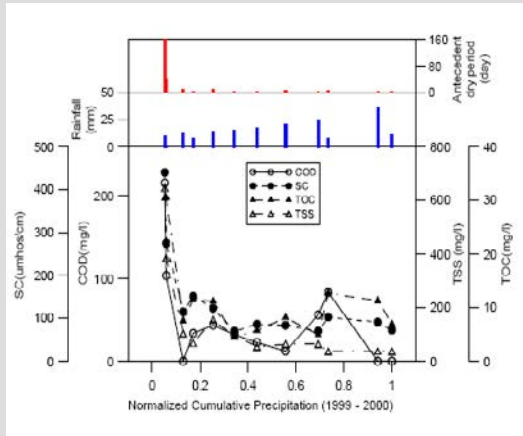 160
120
80
40
0
Antecedent
dry period
(day)
50
25
0
Rainfall
(mm)
500
400
300
200
100
0
SC(umhos/cm)
200
100
0
COD(mg/l)
COD
SC
TOC
TSS
800
600
400
200
0
TSS (mg/l)
40
30
20
10
0
TOC(mg/l)
0 0.2 0.4 0.6 0.8 1
Normalized Cumulative Precipitation (1999 - 2000)